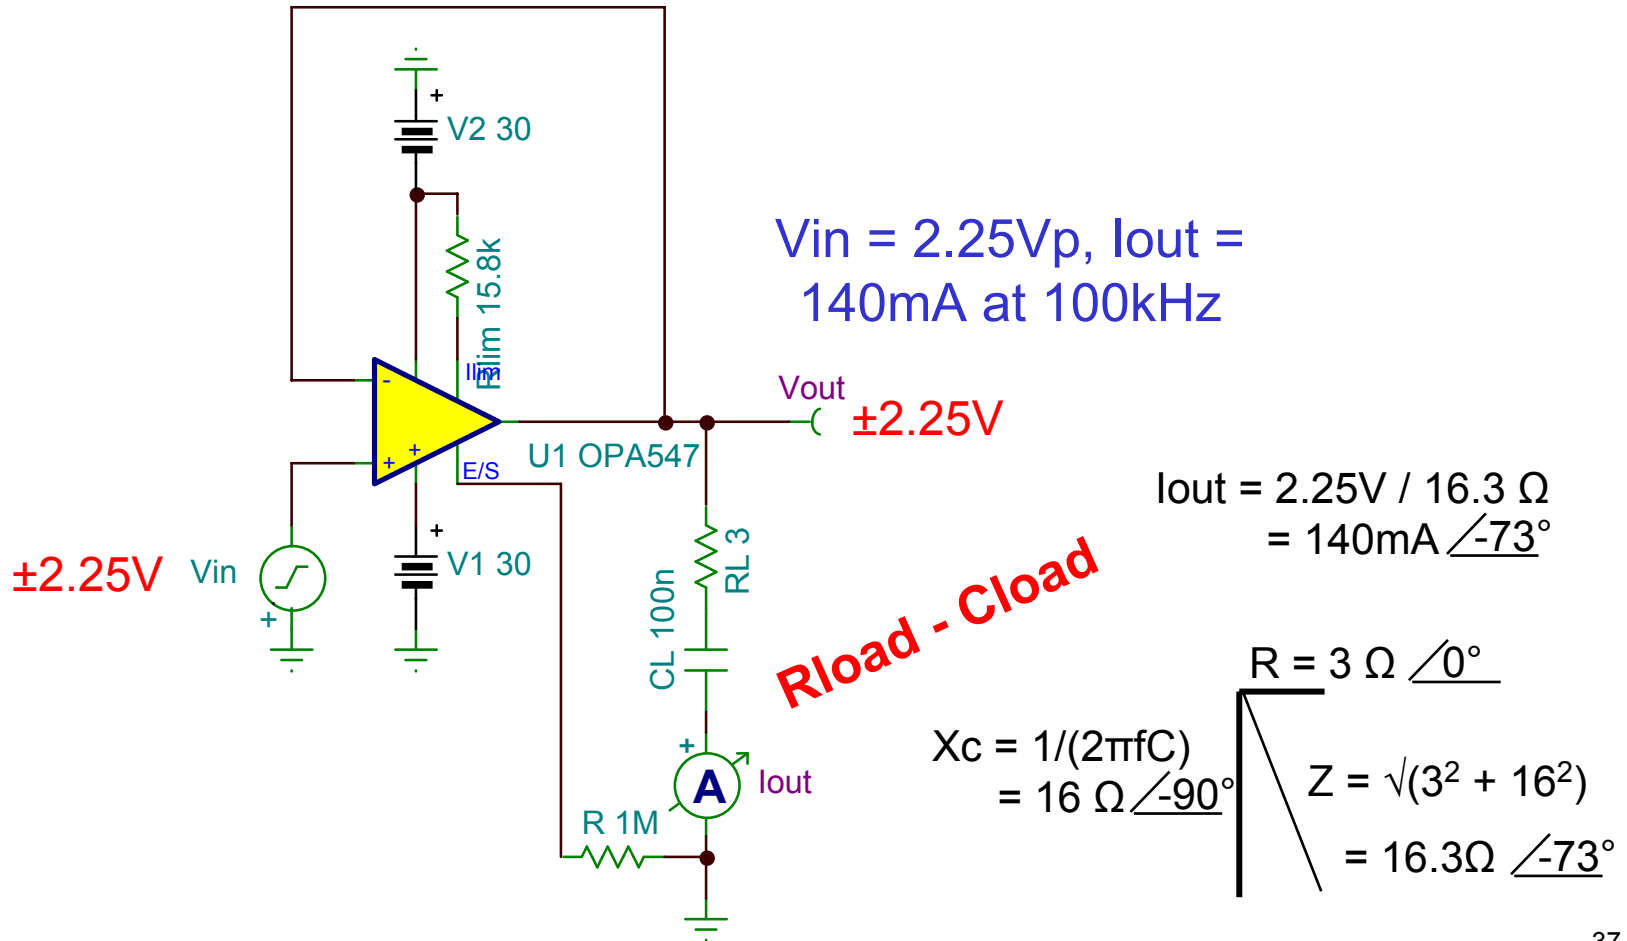 V2 30
Rlim 15.8k
Vin = 2.25Vp, Iout =
140mA at 100kHz
Ilim
Vout
±2.25V
U1 OPA547
E/S
Iout = 2.25V / 16.3 Ω
= 140mA ∠-73°
±2.25V
Vin
V1 30
RL 3
CL 100n
Rload - Cload
R = 3 Ω ∠0°
Xc = 1/(2πfC)
= 16 Ω ∠-90°
Z = √(3² + 16²)
= 16.3Ω ∠-73°
A
Iout
R 1M